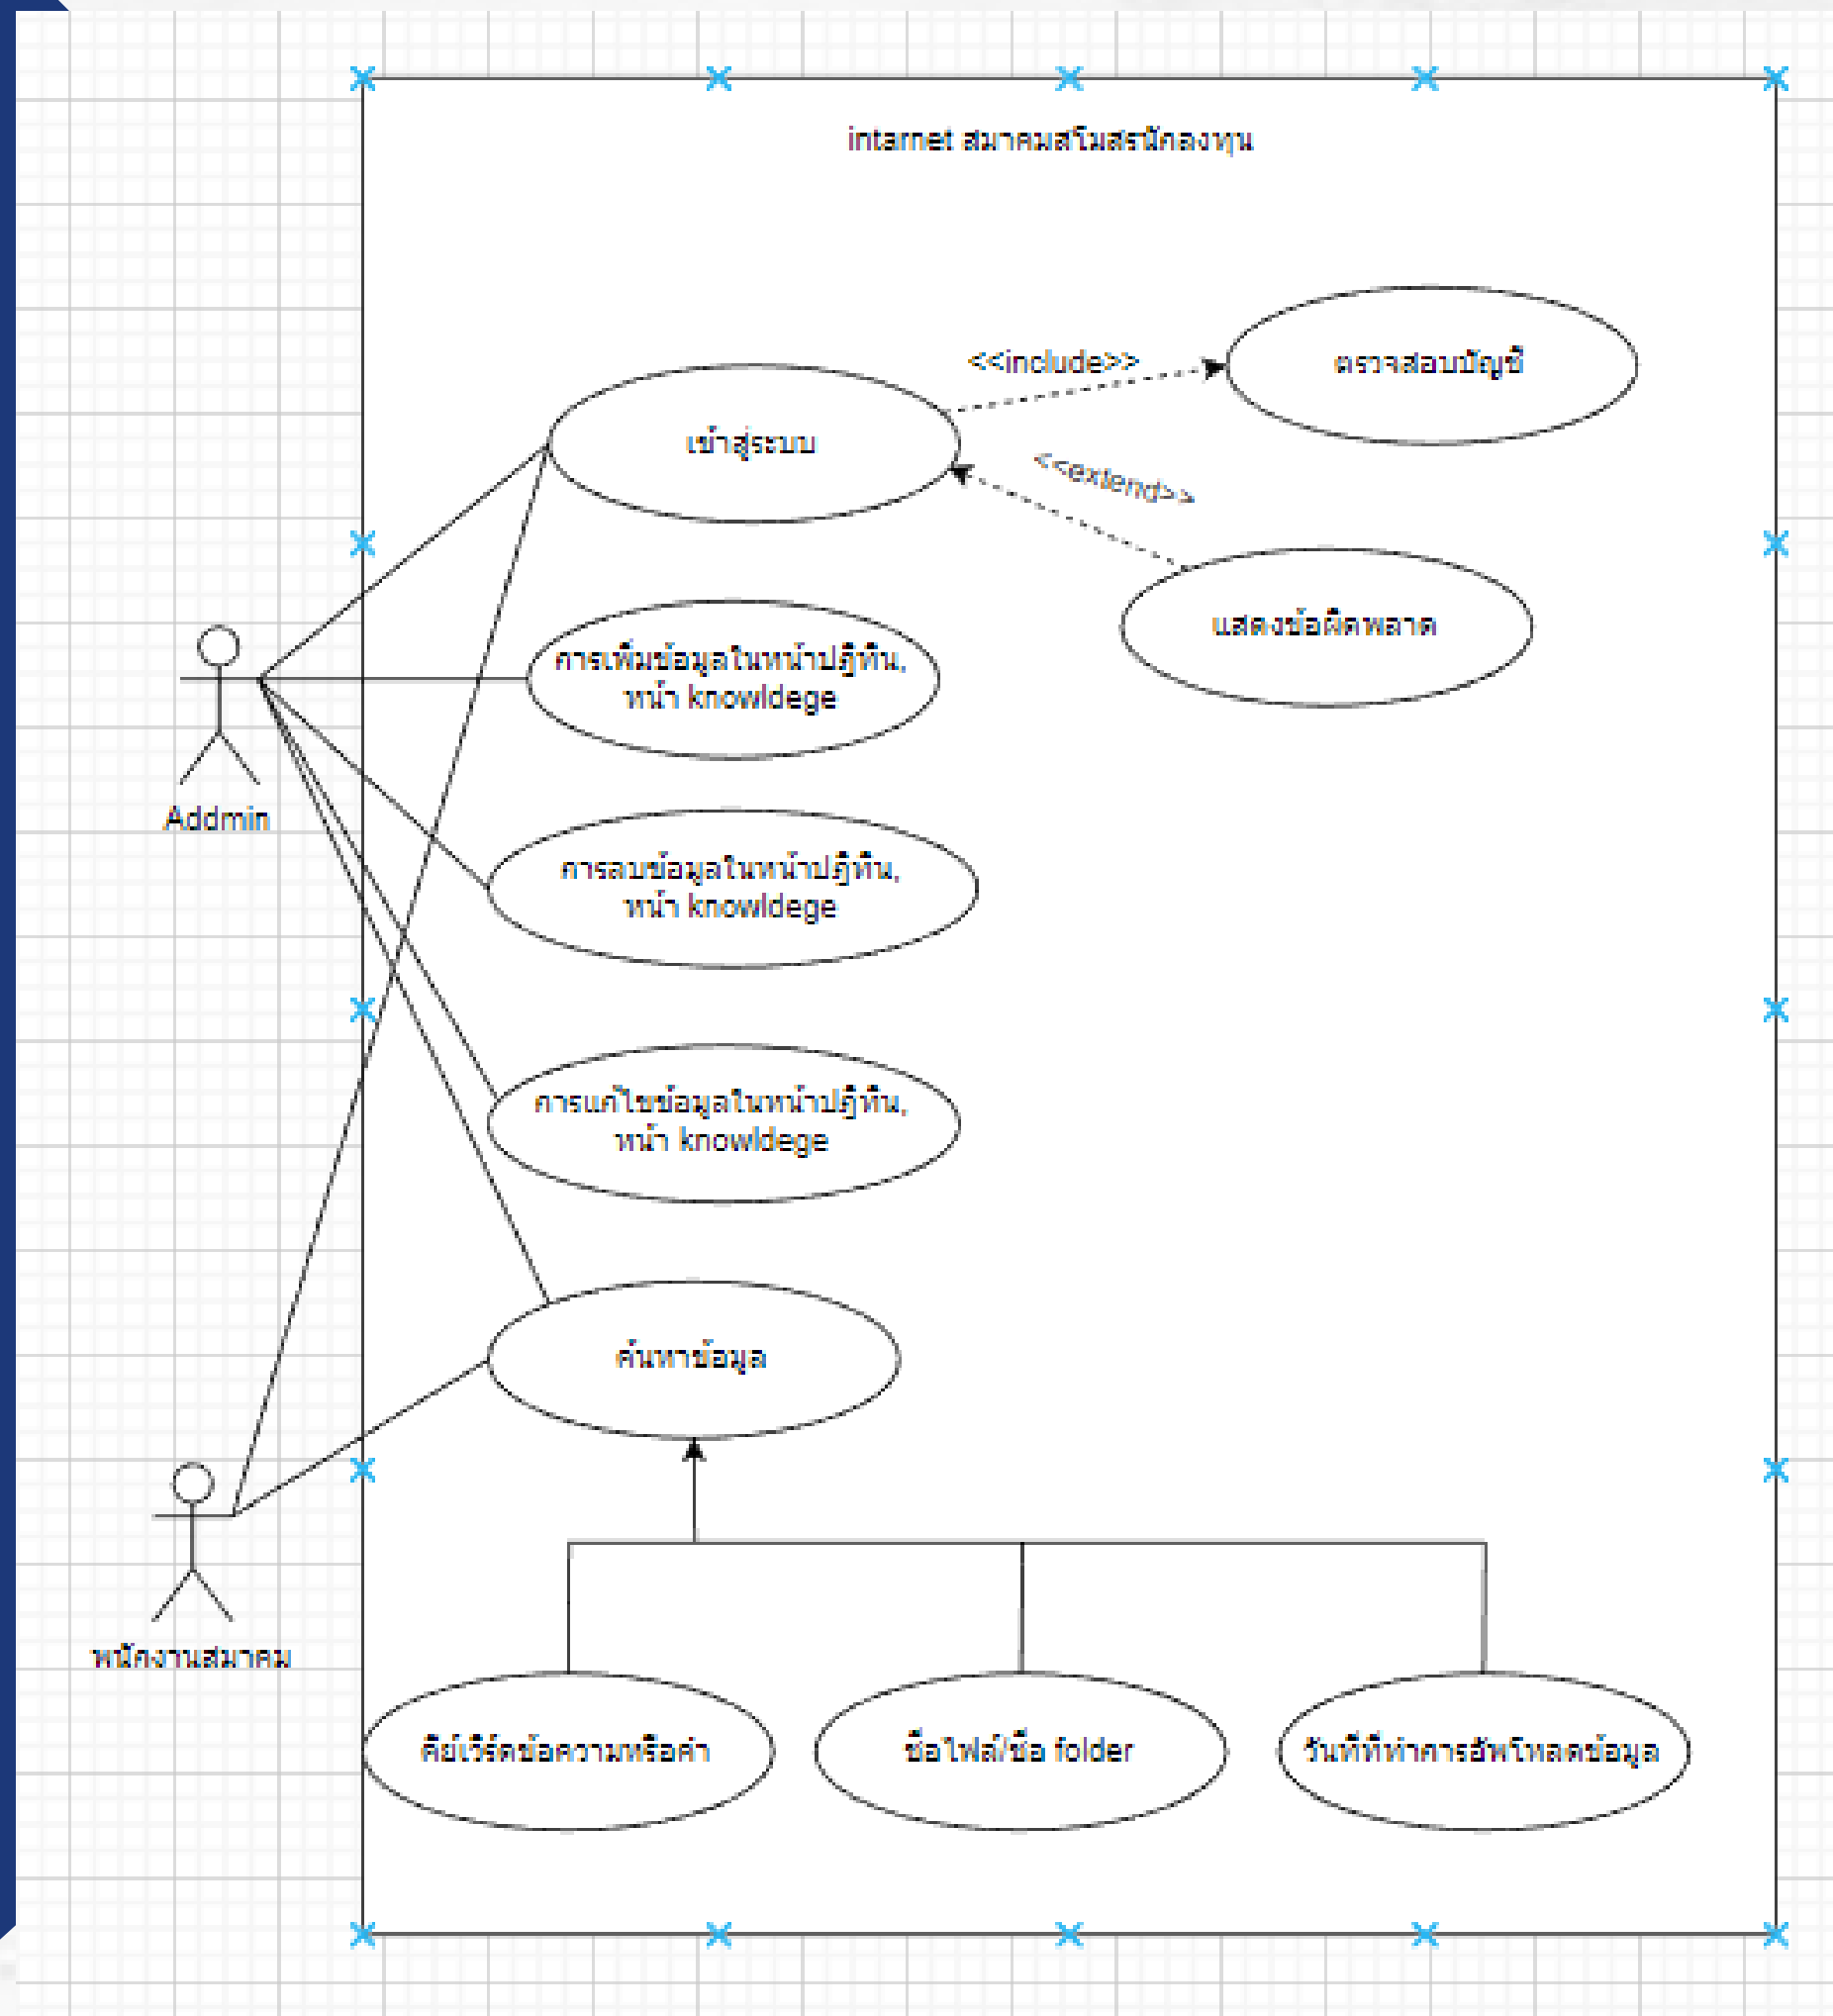 intarnet สมาคมสโมสรนักลงทุน
<<include>>
ตรวจสอบบัญชี
เข้าสู่ระบบ
<<extend>>
แสดงข้อผิดพลาด
การเพิ่มข้อมูลในหน้าปฏิทิน,
หน้า knowldege
Addmin
การลบข้อมูลในหน้าปฏิทิน,
หน้า knowldege
การแก้ไขข้อมูลในหน้าปฏิทิน,
หน้า knowldege
ค้นหาข้อมูล
พนักงานสมาคม
คีย์เวิร์ดข้อความหรือคำ
ชื่อไฟล์/ชื่อ folder
วันที่ที่ทำการอัพโหลดข้อมูล